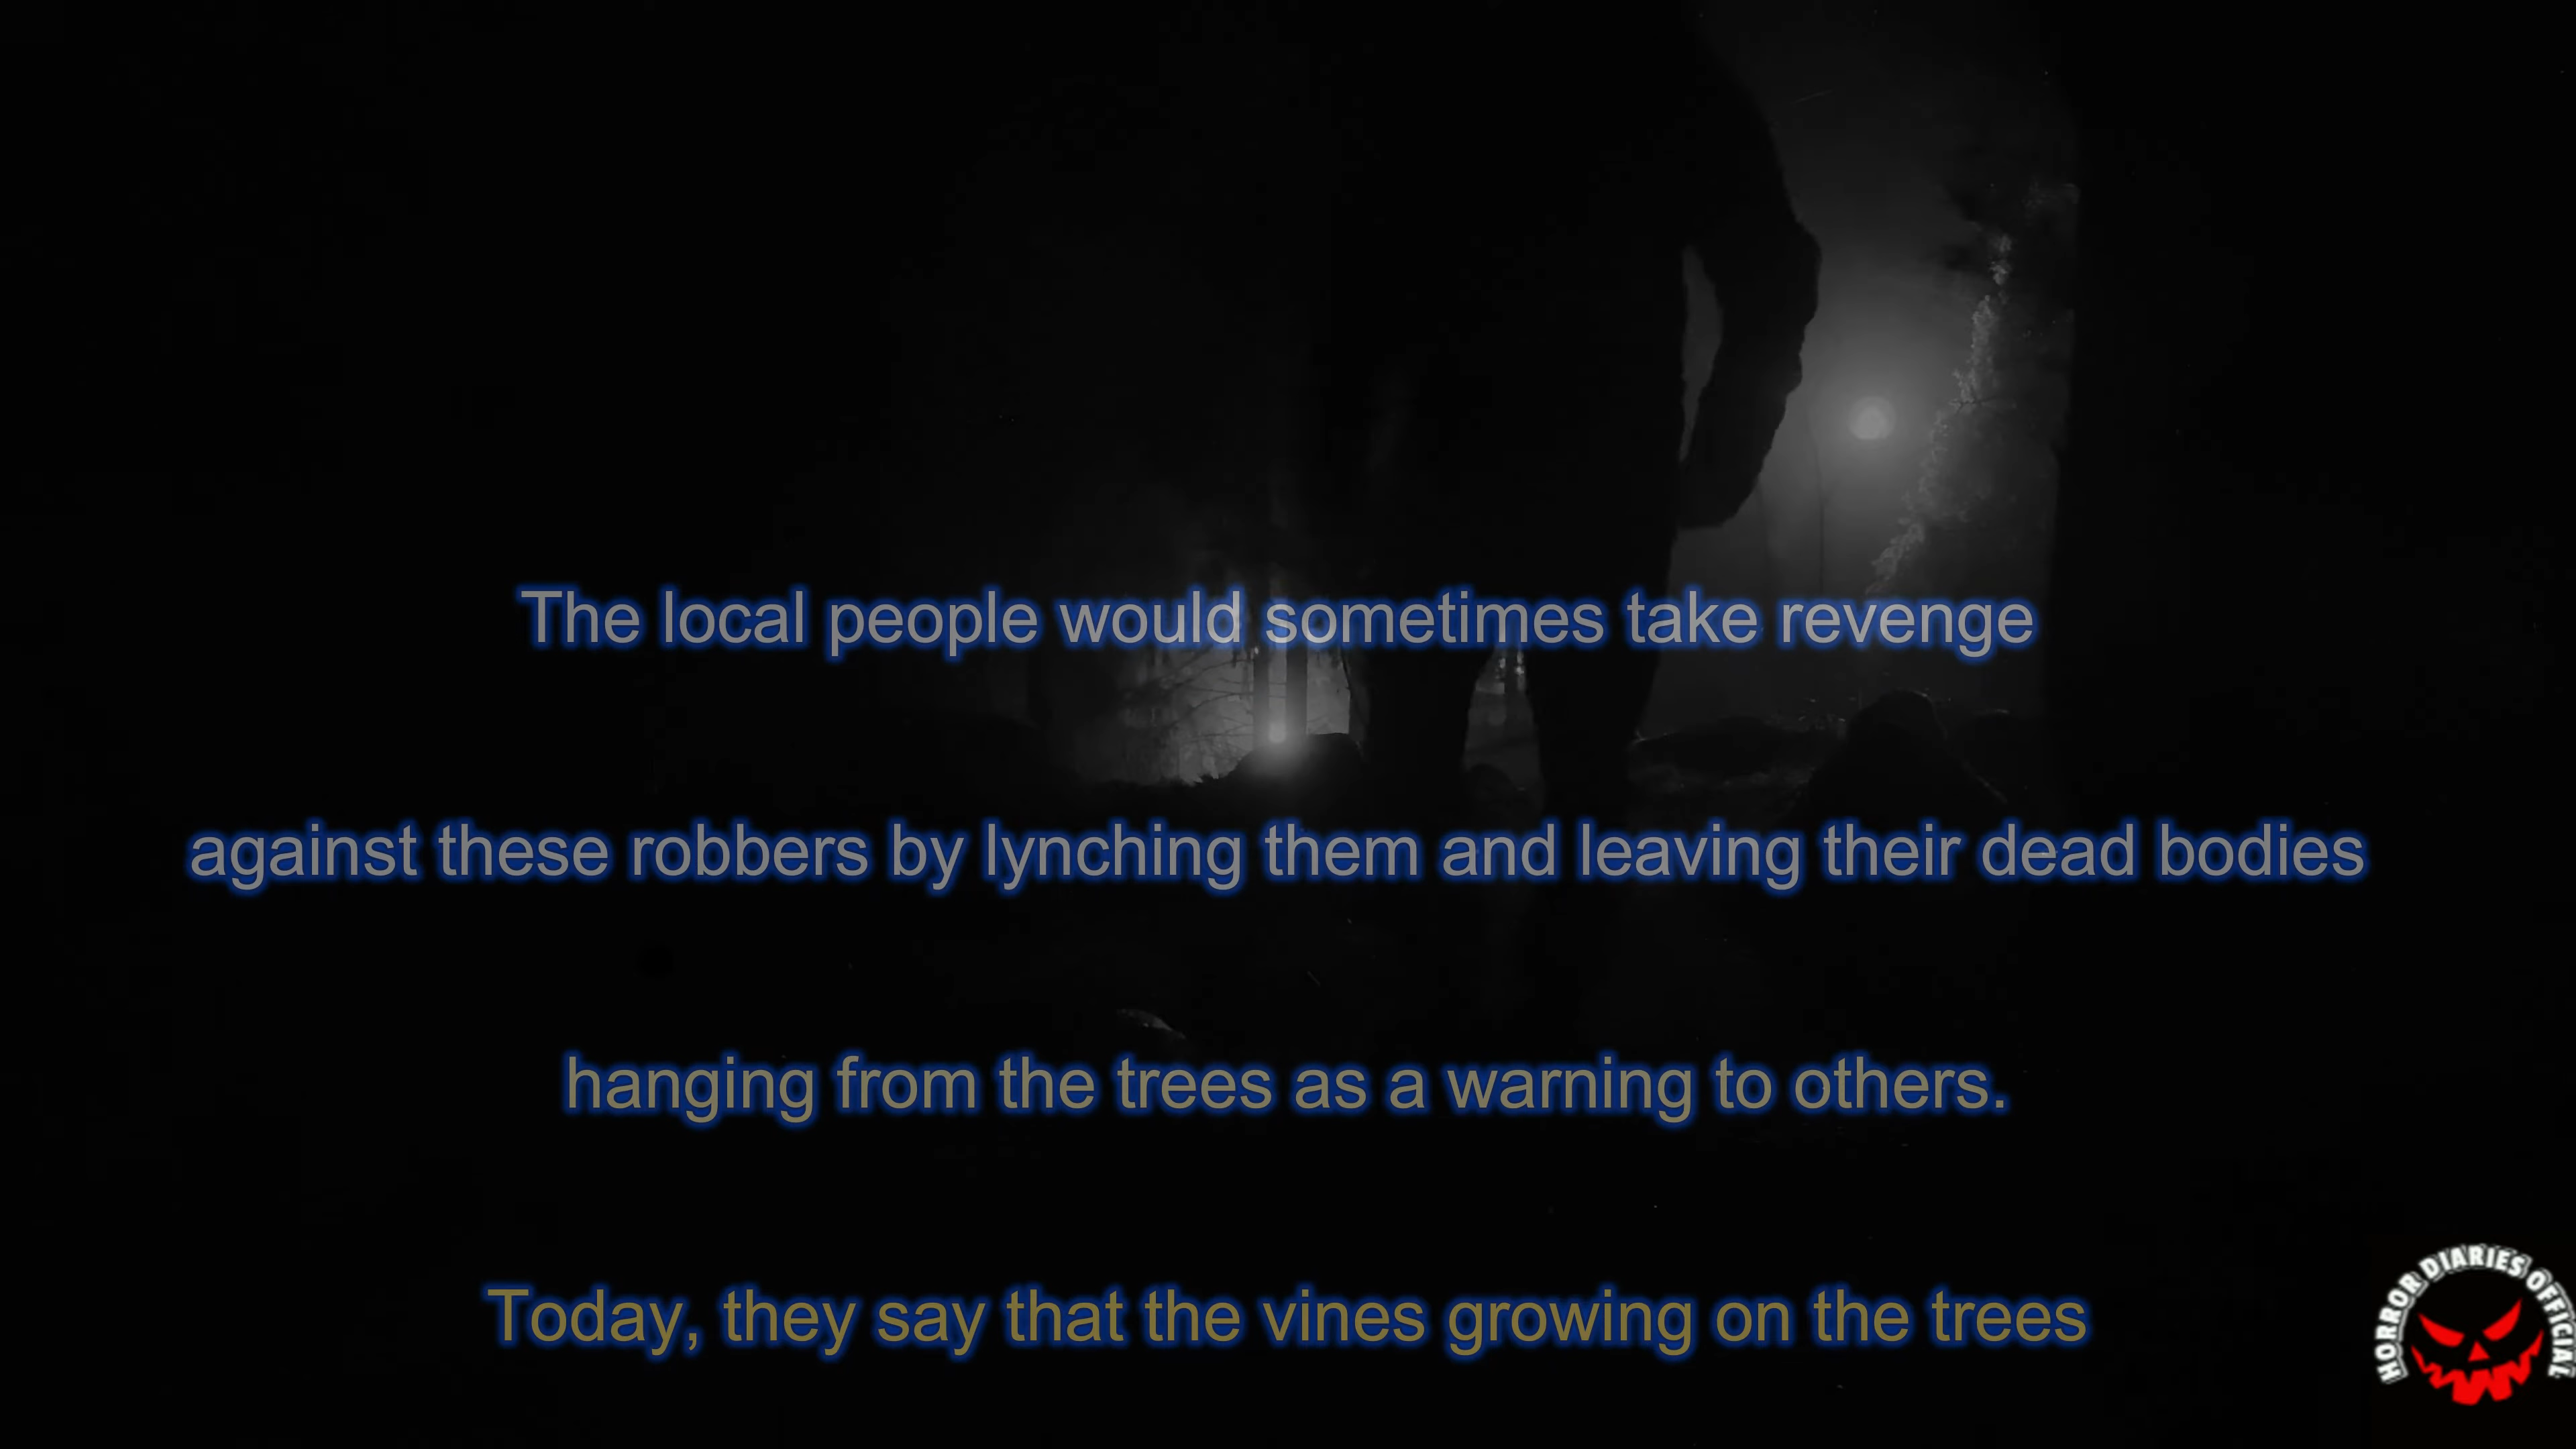 The local people would sometimes take revenge
against these robbers by lynching them and leaving their dead bodies
hanging from the trees as a warning to others.
Today, they say that the vines growing on the trees
HORROR DIARIES OFFICIAL